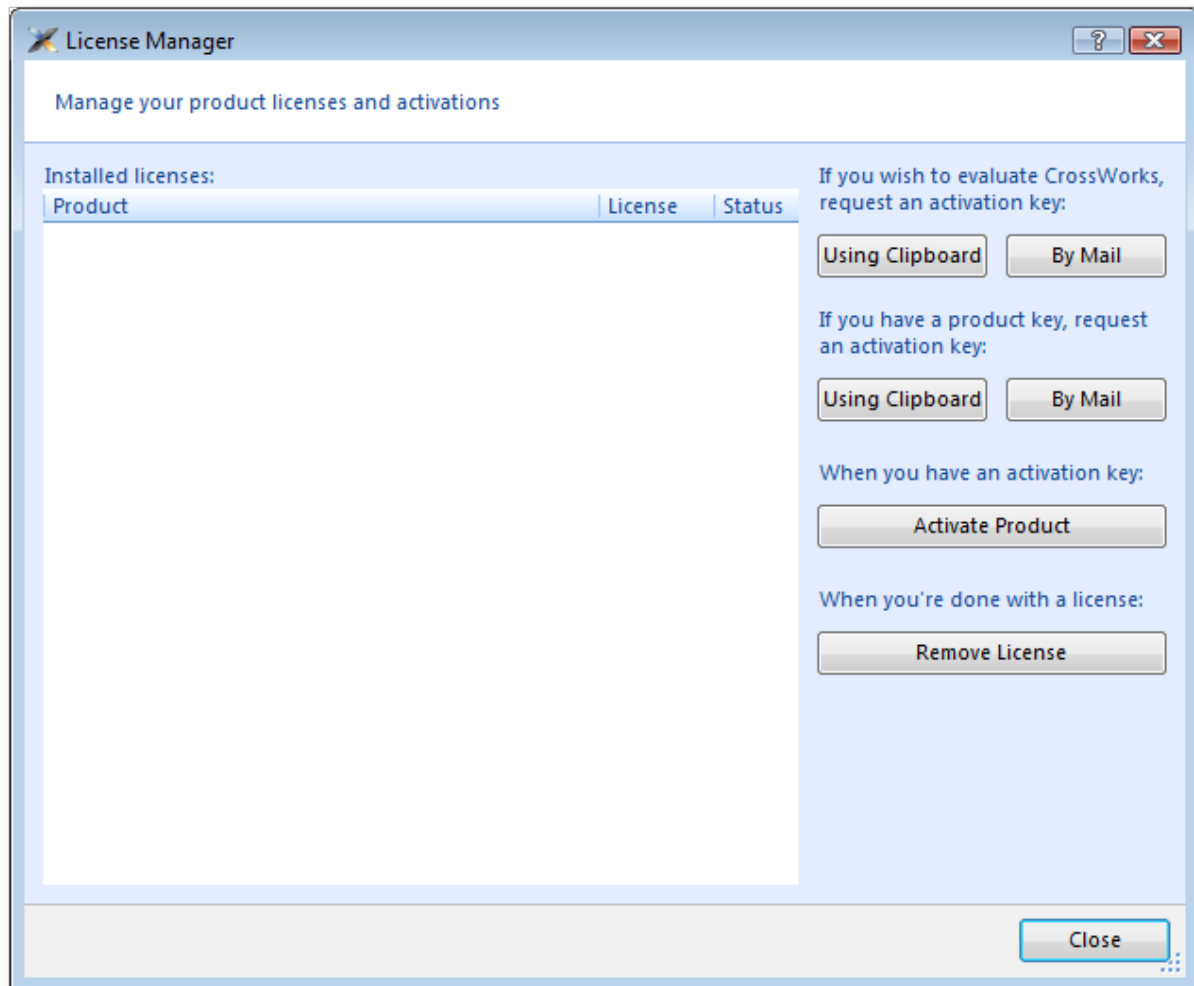 License Manager
Manage your product licenses and activations
Installed licenses:
Product License Status
If you wish to evaluate CrossWorks,
request an activation key:
Using Clipboard By Mail
If you have a product key, request
an activation key:
Using Clipboard By Mail
When you have an activation key:
Activate Product
When you're done with a license:
Remove License
Close